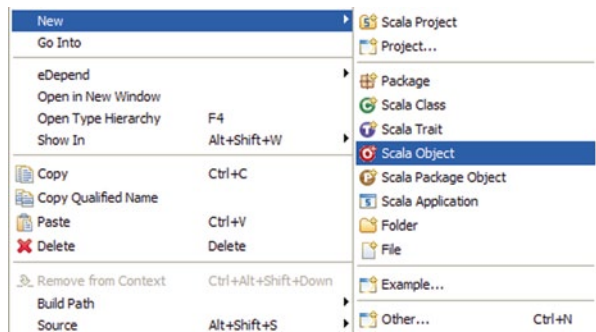 New
Go Into
eDepend
Open in New Window
Open Type Hierarchy F4
Show In Alt+Shift+W
Copy Ctrl+C
Copy Qualified Name
Paste Ctrl+V
Delete Delete
Remove from Context Ctrl+Alt+Shift+Down
Build Path
Source Alt+Shift+S
Scala Project
Project...
Package
Scala Class
Scala Trait
Scala Object
Scala Package Object
Scala Application
Folder
File
Example...
Other... Ctrl+N